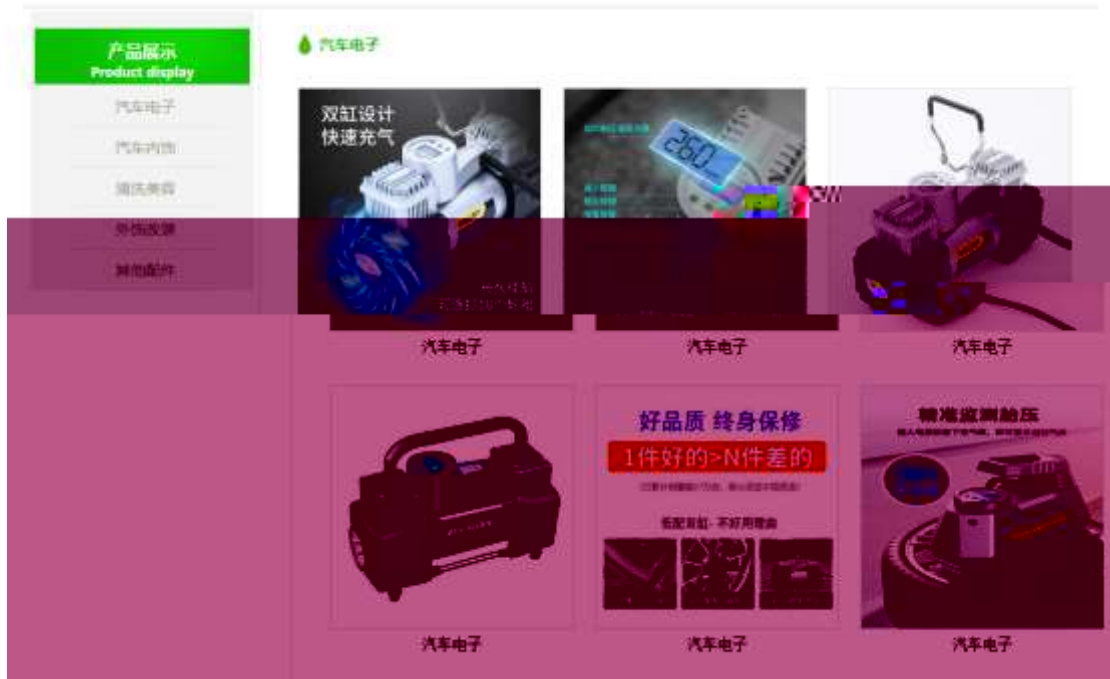 产品展示
Product display
汽车电子
汽车内饰
清洗美容
外饰改装
其他配件
汽车电子
双缸设计
快速充气
260
汽车电子
汽车电子
汽车电子
好品质 终身保修
1件好的>N件差的
低配盲缸- 不好用理由
精准监测胎压
汽车电子
汽车电子
汽车电子